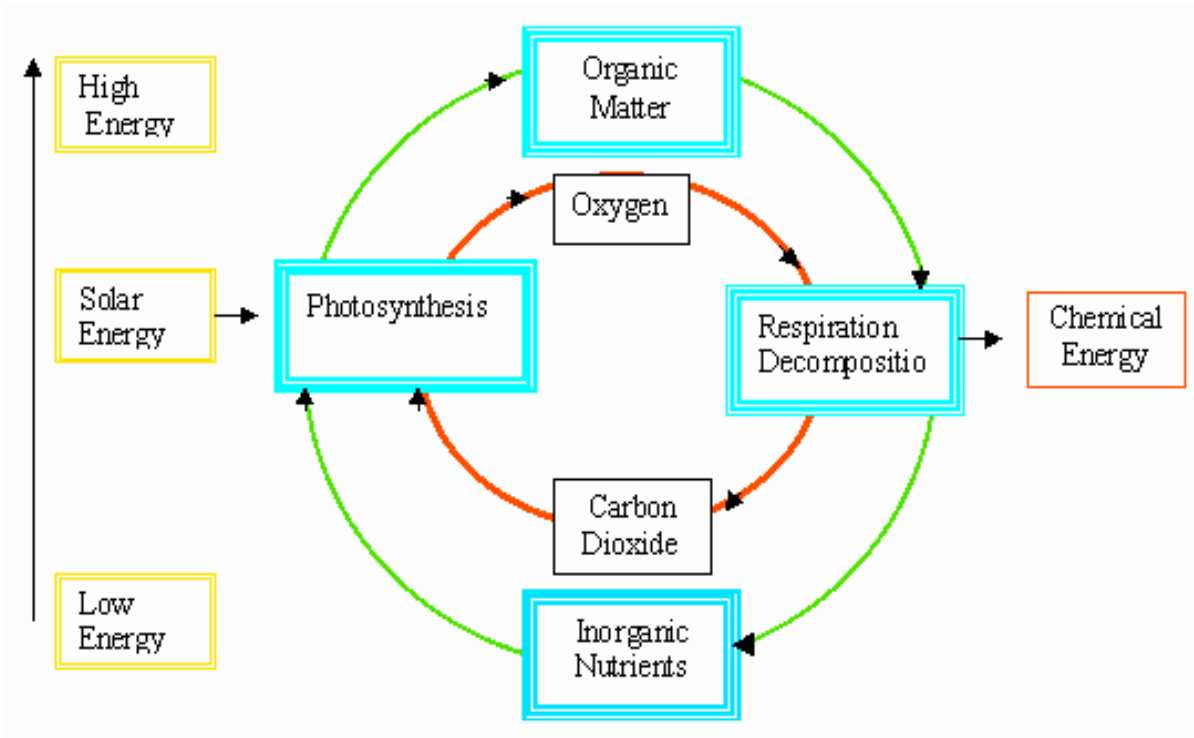 Organic
Matter
High
Energy
Oxygen
Solar
Energy
Photosynthesis
Respiration
Decompositio
Chemical
Energy
Carbon
Dioxide
Low
Energy
Inorganic
Nutrients